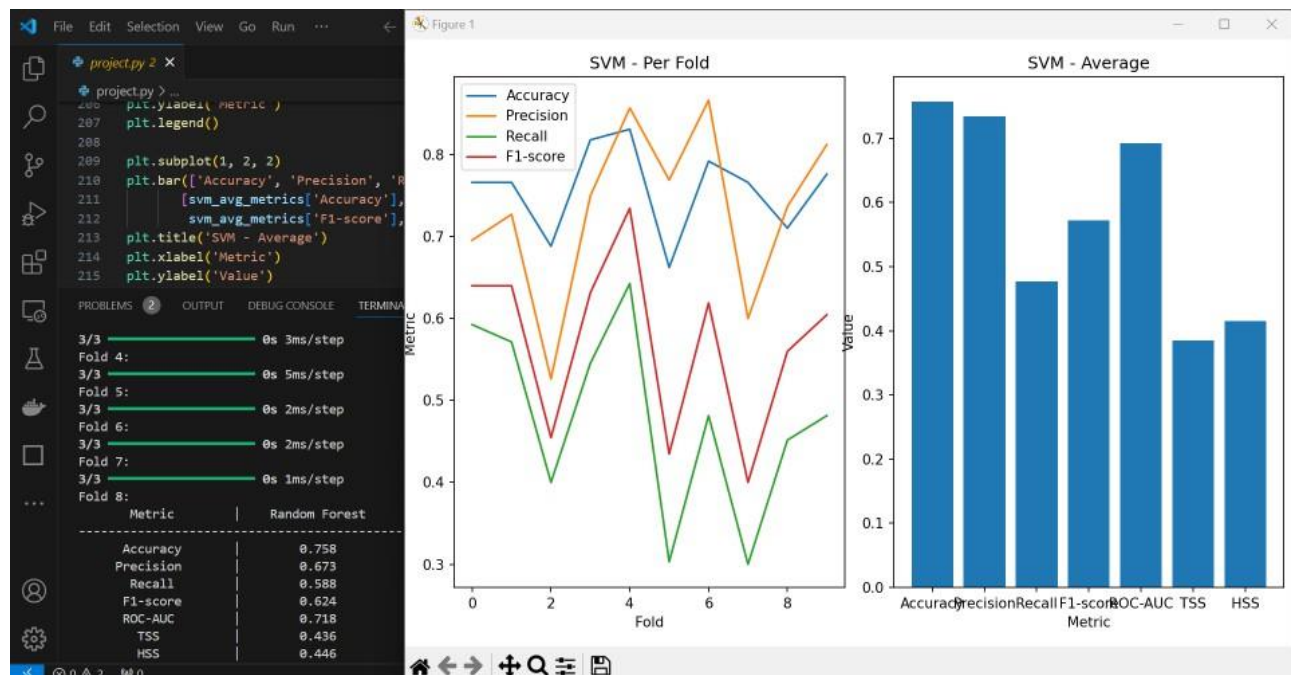 File Edit Selection View Go Run ...
project.py 2
project.py > ...
206 plt.ylabel('Metric')
207 plt.legend()
208
209 plt.subplot(1, 2, 2)
210 plt.bar(['Accuracy', 'Precision', 'R
211 [svm_avg_metrics['Accuracy'],
212 svm_avg_metrics['F1-score'],
213 plt.title('SVM - Average')
214 plt.xlabel('Metric')
215 plt.ylabel('Value')
PROBLEMS 2 OUTPUT DEBUG CONSOLE TERMINA
3/3 0s 3ms/step
Fold 4:
3/3 0s 5ms/step
Fold 5:
3/3 0s 2ms/step
Fold 6:
3/3 0s 2ms/step
Fold 7:
3/3 0s 1ms/step
Fold 8:
Metric | Random Forest
Accuracy | 0.758
Precision | 0.673
Recall | 0.588
F1-score | 0.624
ROC-AUC | 0.718
TSS | 0.436
HSS | 0.446
Figure 1
SVM - Per Fold
Accuracy
Precision
Recall
F1-score
0.8
0.7
0.6
0.5
0.4
0.3
Metric
0 2 4 6 8
Fold
SVM - Average
0.7
0.6
0.5
0.4
0.3
0.2
0.1
0.0
Value
Accuracy Precision Recall F1-score ROC-AUC TSS HSS
Metric